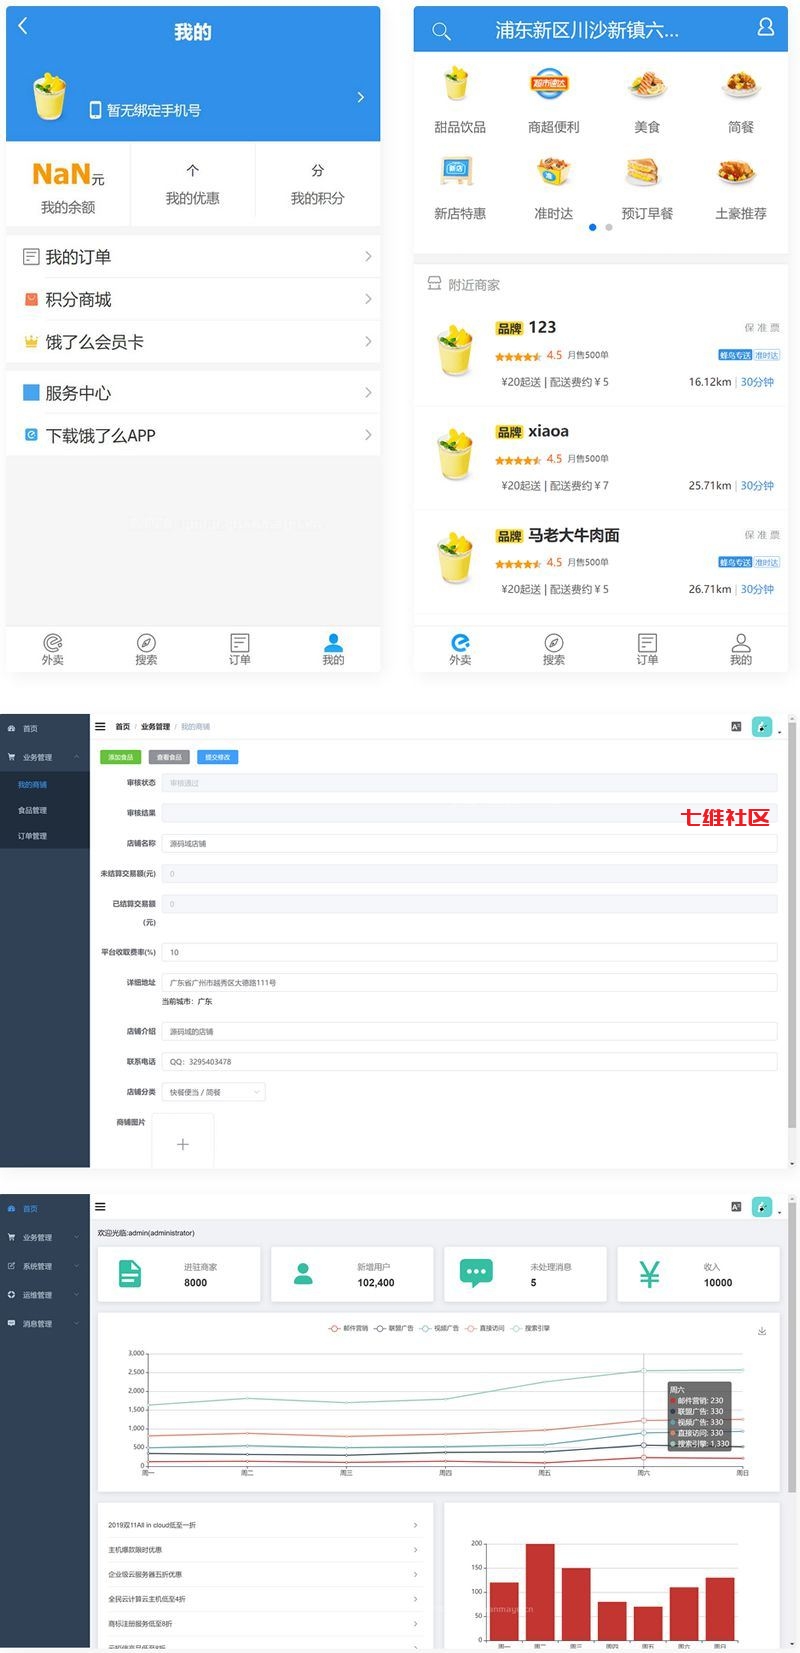 我的
暂无绑定手机号
NaN元
我的余额
个
我的优惠
分
我的积分
我的订单
积分商城
饿了么会员卡
服务中心
下载饿了么APP
外卖
搜索
订单
我的
浦东新区川沙新镇六...
甜品饮品
商超便利
美食
简餐
新店特惠
准时达
预订早餐
土豪推荐
附近商家
品牌 123
保 准 票
4.5 月售500单
蜂鸟专送 准时达
¥20起送 | 配送费约 ¥ 5
16.12km | 30分钟
品牌 xiaoa
4.5 月售500单
¥20起送 | 配送费约 ¥ 7
25.71km | 30分钟
品牌 马老大牛肉面
保 准 票
4.5 月售500单
蜂鸟专送 准时达
¥20起送 | 配送费约 ¥ 5
26.71km | 30分钟
外卖
搜索
订单
我的
首页
业务管理
我的商铺
食品管理
订单管理
首页 / 业务管理 / 我的商铺
添加食品
查看食品
提交修改
审核状态 审核通过
审核结果
七维社区
店铺名称 源码域店铺
未结算交易额(元) 0
已结算交易额(元) 0
平台收取费率(%) 10
详细地址 广东省广州市越秀区大德路111号
当前城市：广东
店铺介绍 源码域的店铺
联系电话 QQ：3295403478
店铺分类 快餐便当 / 简餐
商铺图片
首页
业务管理
系统管理
运维管理
消息管理
欢迎光临:admin(administrator)
进驻商家
8000
新增用户
102,400
未处理消息
5
收入
10000
邮件营销 联盟广告 视频广告 直接访问 搜索引擎
3,000
2,500
2,000
1,500
1,000
500
0
周一 周二 周三 周四 周五 周六 周日
周六
邮件营销: 230
联盟广告: 330
视频广告: 330
直接访问: 330
搜索引擎: 1,330
2019双11All in cloud低至一折
主机爆款限时优惠
企业级云服务器五折优惠
全民云计算云主机低至4折
商标注册服务低至8折
200
150
100
50
0
周一 周二 周三 周四 周五 周六 周日